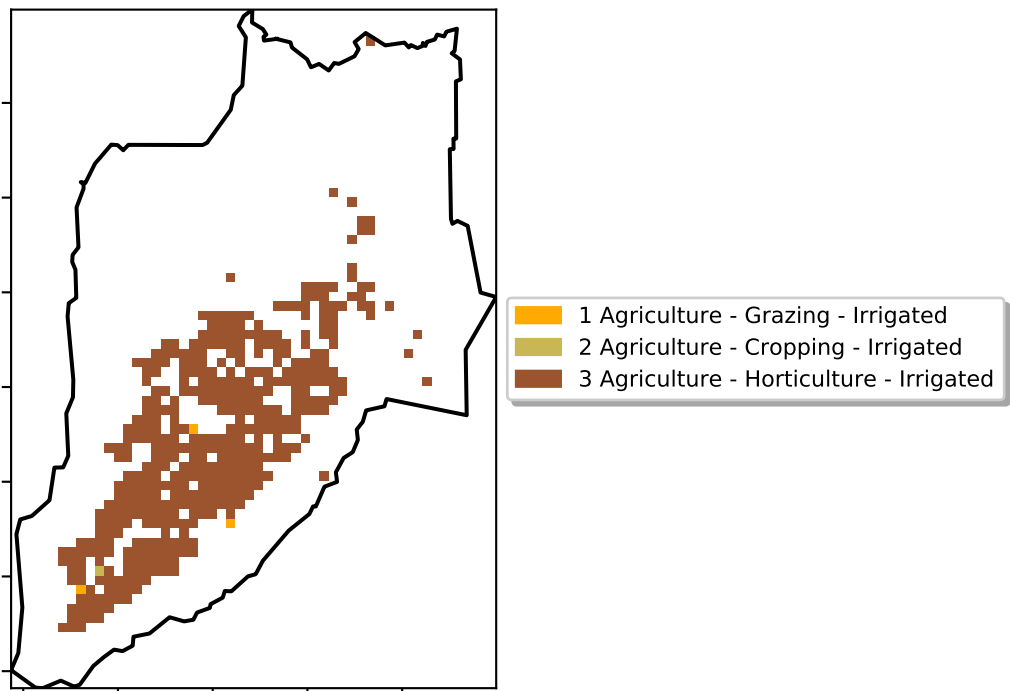 1 Agriculture - Grazing - Irrigated
2 Agriculture - Cropping - Irrigated
3 Agriculture - Horticulture - Irrigated